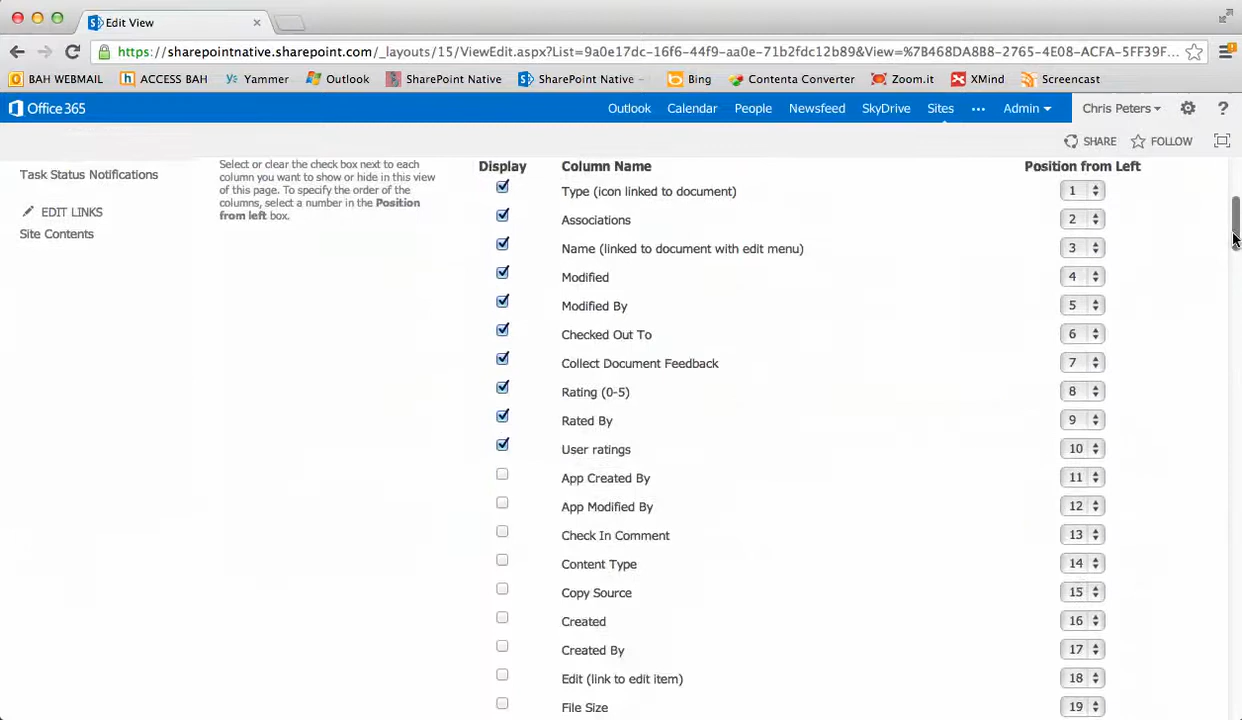 Edit View
https://sharepointnative.sharepoint.com/_layouts/15/ViewEdit.aspx?List=9a0e17dc-16f6-44f9-aa0e-71b2fdc12b89&View=%7B468DA8B8-2765-4E08-ACFA-5FF39F...
BAH WEBMAIL ACCESS BAH Yammer Outlook SharePoint Native SharePoint Native - Bing Contenta Converter Zoom.it XMind Screencast
Office 365 Outlook Calendar People Newsfeed SkyDrive Sites ... Admin Chris Peters ?
SHARE FOLLOW
Task Status Notifications
EDIT LINKS
Site Contents
Select or clear the check box next to each
column you want to show or hide in this view
of this page. To specify the order of the
columns, select a number in the Position
from left box.
Display Column Name Position from Left
Type (icon linked to document) 1
Associations 2
Name (linked to document with edit menu) 3
Modified 4
Modified By 5
Checked Out To 6
Collect Document Feedback 7
Rating (0-5) 8
Rated By 9
User ratings 10
App Created By 11
App Modified By 12
Check In Comment 13
Content Type 14
Copy Source 15
Created 16
Created By 17
Edit (link to edit item) 18
File Size 19